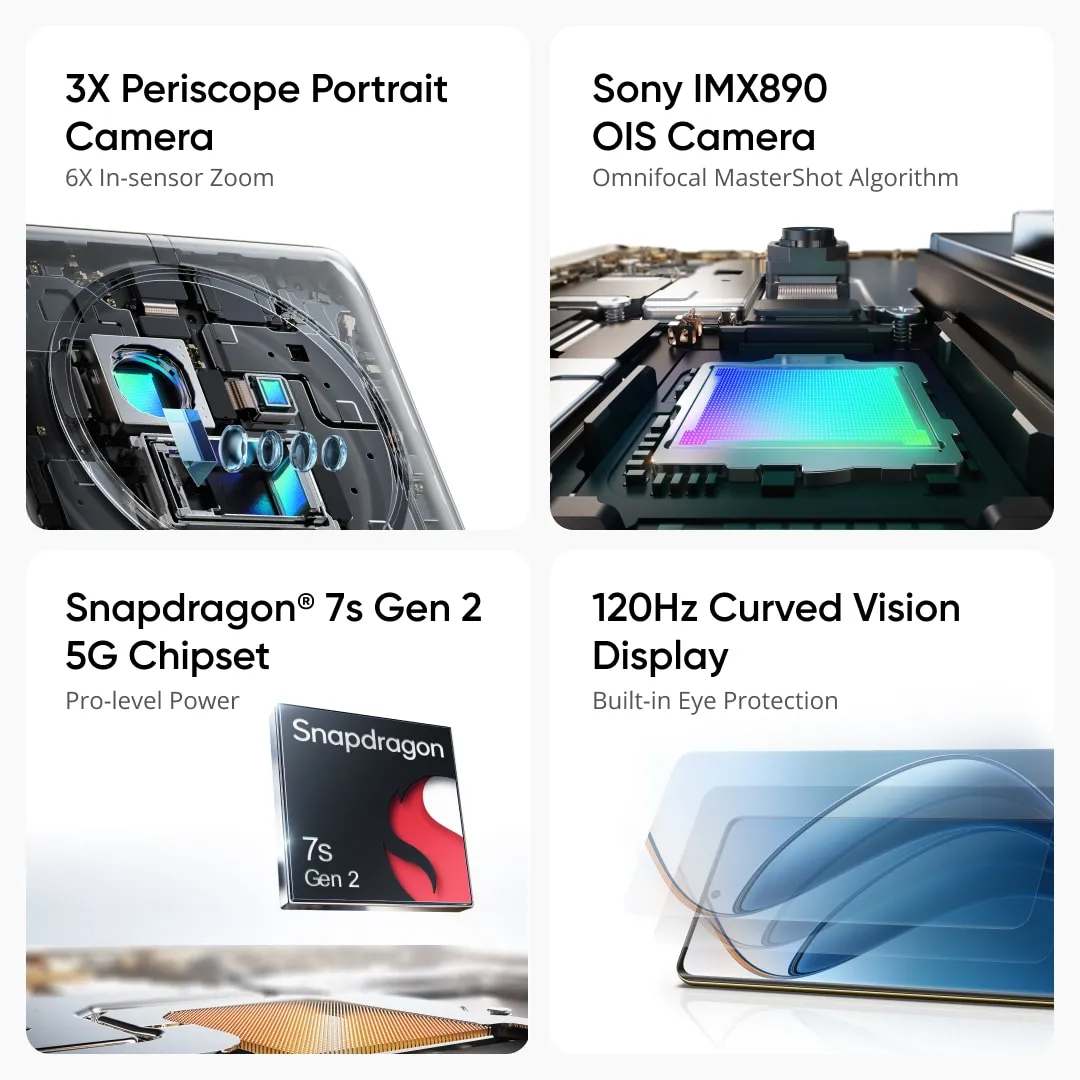 3X Periscope Portrait
Camera
6X In-sensor Zoom
Sony IMX890
OIS Camera
Omnifocal MasterShot Algorithm
Snapdragon® 7s Gen 2
5G Chipset
Pro-level Power
Snapdragon
7s
Gen 2
120Hz Curved Vision
Display
Built-in Eye Protection